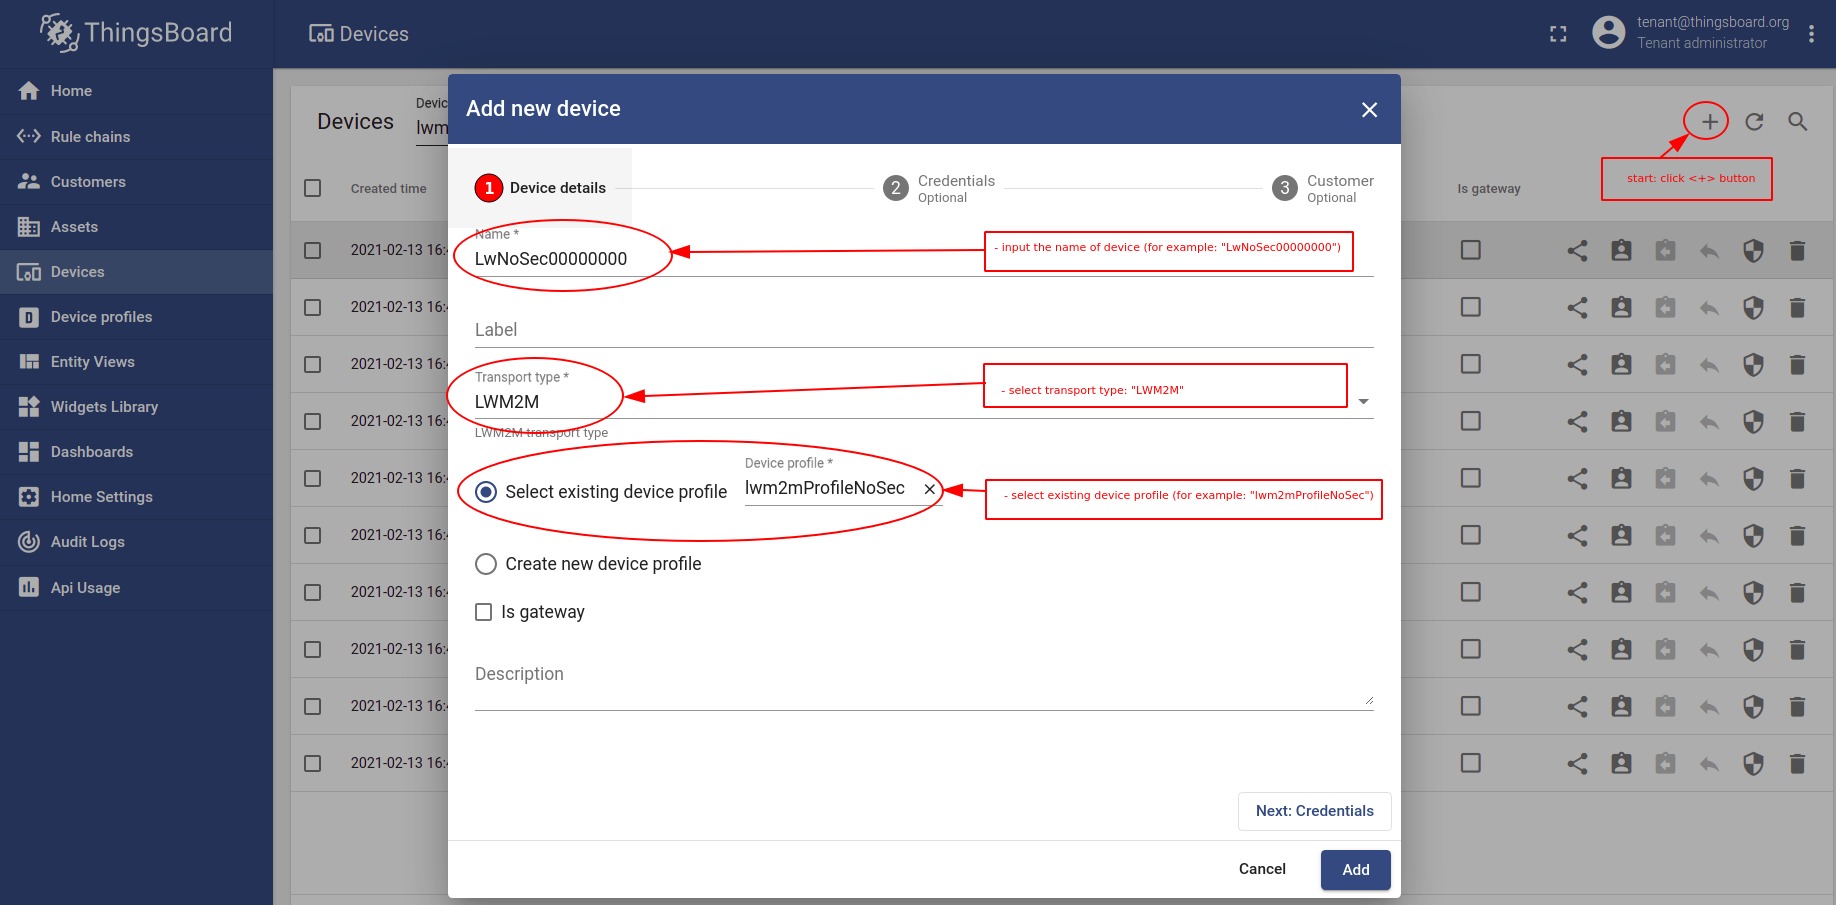 ThingsBoard
Devices
tenant@thingsboard.org
Tenant administrator
Home
Rule chains
Customers
Assets
Devices
Device profiles
Entity Views
Widgets Library
Dashboards
Home Settings
Audit Logs
Api Usage
Devices
Devic
lwm
Created time
Is gateway
start: click <+> button
2021-02-13 16:
2021-02-13 16:
2021-02-13 16:
2021-02-13 16:
2021-02-13 16:
2021-02-13 16:
2021-02-13 16:
2021-02-13 16:
2021-02-13 16:
2021-02-13 16:
Add new device
1 Device details
2 Credentials
Optional
3 Customer
Optional
Name *
LwNoSec00000000
- input the name of device (for example: "LwNoSec00000000")
Label
Transport type *
LWM2M
- select transport type: "LWM2M"
LWM2M transport type
Select existing device profile
Device profile *
lwm2mProfileNoSec
- select existing device profile (for example: "lwm2mProfileNoSec")
Create new device profile
Is gateway
Description
Next: Credentials
Cancel
Add